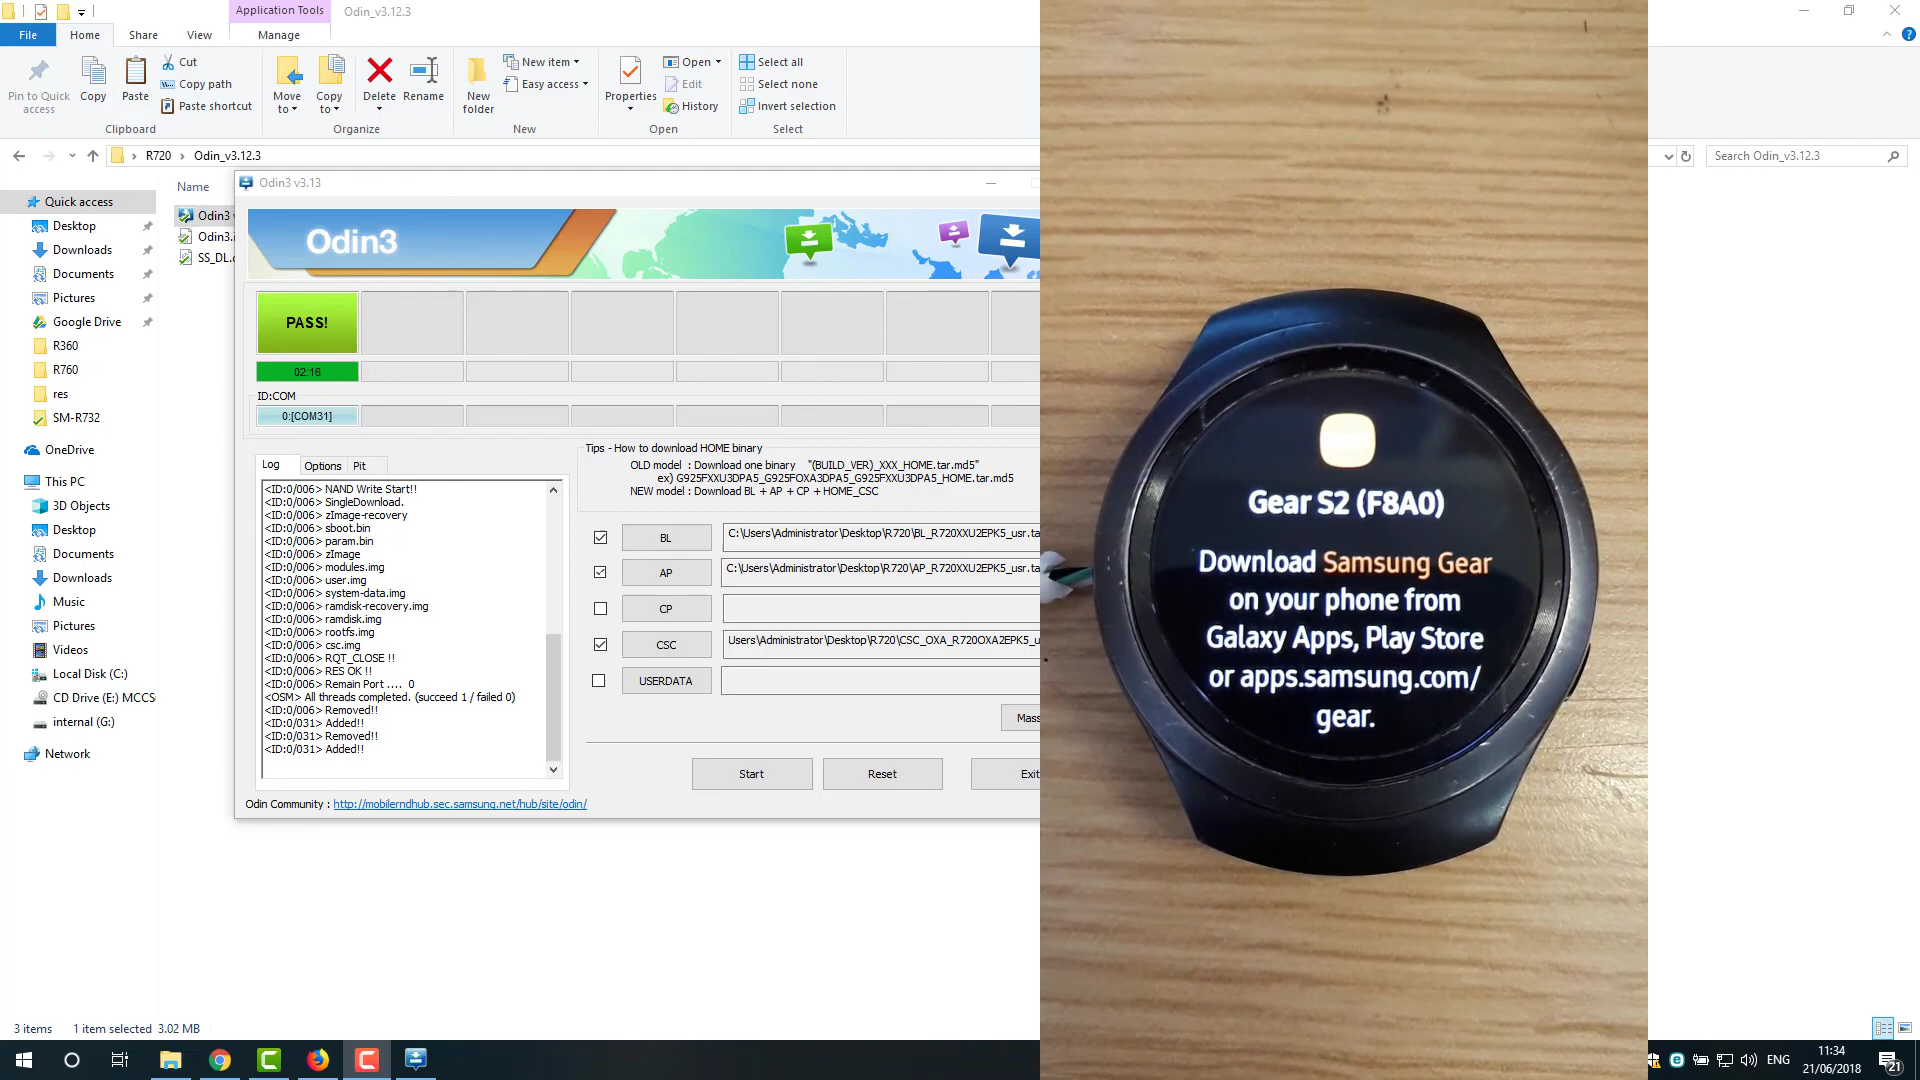 Application Tools
Odin_v3.12.3
File
Home
Share
View
Manage
Pin to Quick access
Copy
Paste
Cut
Copy path
Paste shortcut
Clipboard
Move to
Copy to
Delete
Rename
Organize
New folder
New item
Easy access
New
Properties
Open
Edit
History
Open
Select all
Select none
Invert selection
Select
R720
Odin_v3.12.3
Search Odin_v3.12.3
Name
Quick access
Desktop
Downloads
Documents
Pictures
Google Drive
R360
R760
res
SM-R732
OneDrive
This PC
3D Objects
Desktop
Documents
Downloads
Music
Pictures
Videos
Local Disk (C:)
CD Drive (E:) MCCS
internal (G:)
Network
Odin3
Odin3.
SS_DL.
Odin3 v3.13
Odin3
PASS!
02:16
ID:COM
0:[COM31]
Log
Options
Pit
<ID:0/006> NAND Write Start!!
<ID:0/006> SingleDownload.
<ID:0/006> zImage-recovery
<ID:0/006> sboot.bin
<ID:0/006> param.bin
<ID:0/006> zImage
<ID:0/006> modules.img
<ID:0/006> user.img
<ID:0/006> system-data.img
<ID:0/006> ramdisk-recovery.img
<ID:0/006> ramdisk.img
<ID:0/006> rootfs.img
<ID:0/006> csc.img
<ID:0/006> RQT_CLOSE !!
<ID:0/006> RES OK !!
<ID:0/006> Remain Port .... 0
<OSM> All threads completed. (succeed 1 / failed 0)
<ID:0/006> Removed!!
<ID:0/031> Added!!
<ID:0/031> Removed!!
<ID:0/031> Added!!
Tips - How to download HOME binary
OLD model : Download one binary "(BUILD_VER)_XXX_HOME.tar.md5"
ex) G925FXXU3DPA5_G925FOXA3DPA5_G925FXXU3DPA5_HOME.tar.md5
NEW model : Download BL + AP + CP + HOME_CSC
BL
C:\Users\Administrator\Desktop\R720\BL_R720XXU2EPK5_usr.ta
AP
C:\Users\Administrator\Desktop\R720\AP_R720XXU2EPK5_usr.ta
CP
CSC
Users\Administrator\Desktop\R720\CSC_OXA_R720OXA2EPK5_u
USERDATA
Mass
Start
Reset
Exit
Odin Community : http://mobilerndhub.sec.samsung.net/hub/site/odin/
Gear S2 (F8A0)
Download Samsung Gear
on your phone from
Galaxy Apps, Play Store
or apps.samsung.com/
gear.
3 items
1 item selected 3.02 MB
ENG
11:34
21/06/2018
21